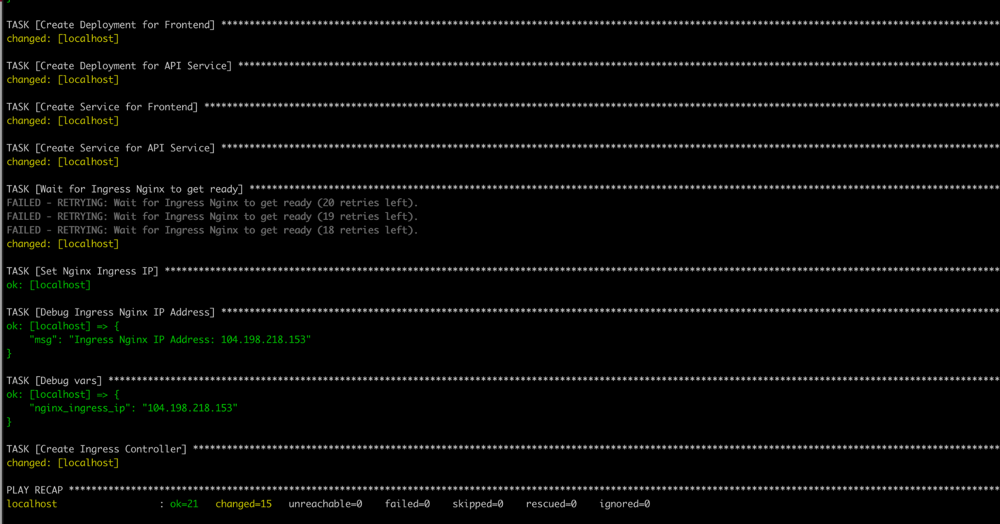 }
TASK [Create Deployment for Frontend] ****************************************************************************************************************************************
changed: [localhost]
TASK [Create Deployment for API Service] *************************************************************************************************************************************
changed: [localhost]
TASK [Create Service for Frontend] *******************************************************************************************************************************************
changed: [localhost]
TASK [Create Service for API Service] ****************************************************************************************************************************************
changed: [localhost]
TASK [Wait for Ingress Nginx to get ready] ***********************************************************************************************************************************
FAILED - RETRYING: Wait for Ingress Nginx to get ready (20 retries left).
FAILED - RETRYING: Wait for Ingress Nginx to get ready (19 retries left).
FAILED - RETRYING: Wait for Ingress Nginx to get ready (18 retries left).
changed: [localhost]
TASK [Set Nginx Ingress IP] **************************************************************************************************************************************************
ok: [localhost]
TASK [Debug Ingress Nginx IP Address] ****************************************************************************************************************************************
ok: [localhost] => {
    "msg": "Ingress Nginx IP Address: 104.198.218.153"
}
TASK [Debug vars] ************************************************************************************************************************************************************
ok: [localhost] => {
    "nginx_ingress_ip": "104.198.218.153"
}
TASK [Create Ingress Controller] *********************************************************************************************************************************************
changed: [localhost]
PLAY RECAP *******************************************************************************************************************************************************************
localhost                  : ok=21   changed=15   unreachable=0    failed=0    skipped=0    rescued=0    ignored=0